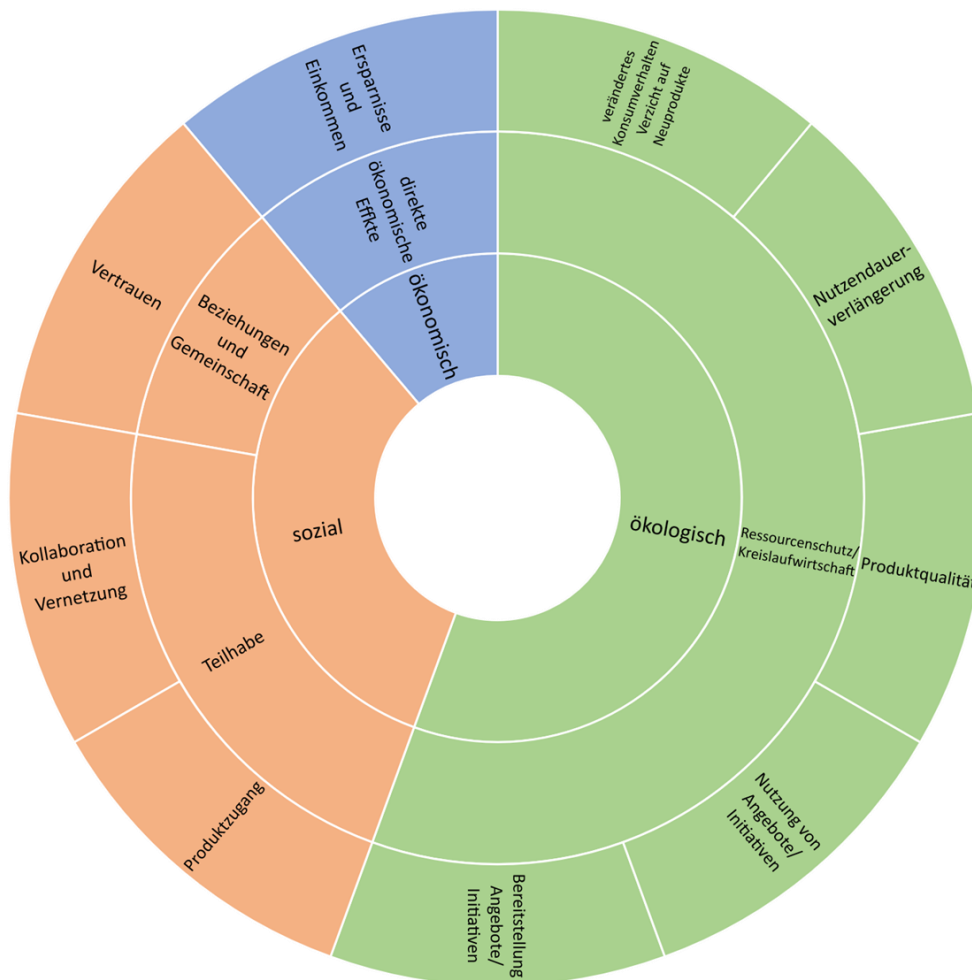 verändertes
Konsumverhalten
Verzicht auf
Neuprodukte
Nutzendauer-
verlängerung
Produktqualität
Nutzung von
Angebote/
Initiativen
Bereitstellung
Angebote/
Initiativen
Ressourcenschutz/
Kreislaufwirtschaft
ökologisch
Produktzugang
Kollaboration
und
Vernetzung
Teilhabe
Vertrauen
Beziehungen
und
Gemeinschaft
sozial
Ersparnisse
und
Einkommen
direkte
ökonomische
Effkte
ökonomisch